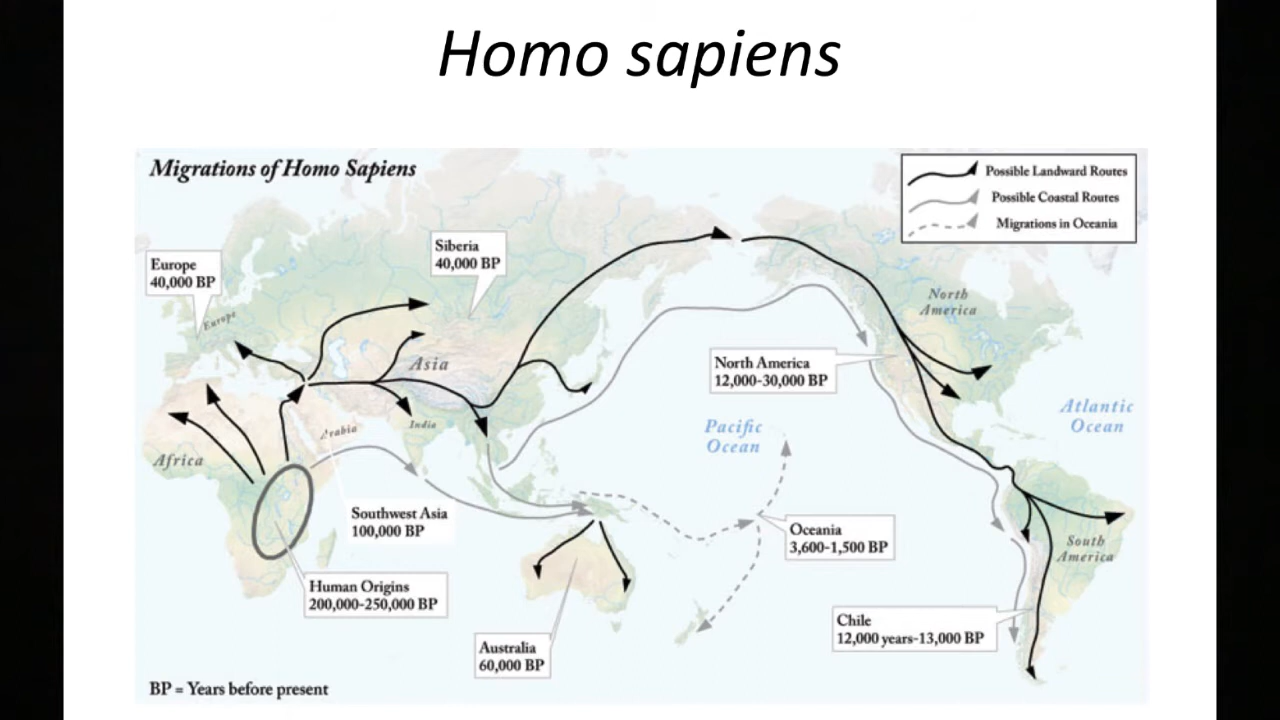 Homo sapiens
Migrations of Homo Sapiens
Possible Landward Routes
Possible Coastal Routes
Migrations in Oceania
Europe
40,000 BP
Siberia
40,000 BP
Europe
North
America
Asia
North America
12,000-30,000 BP
Arabia
India
Pacific
Ocean
Atlantic
Ocean
Africa
Southwest Asia
100,000 BP
Oceania
3,600-1,500 BP
South
America
Human Origins
200,000-250,000 BP
Chile
12,000 years-13,000 BP
Australia
60,000 BP
BP = Years before present